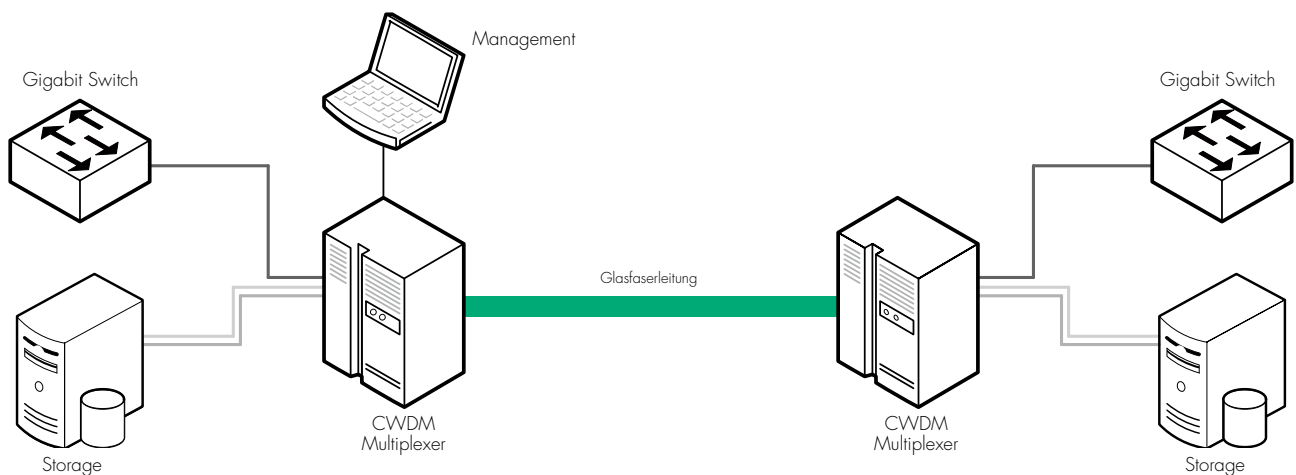 Management
Gigabit Switch
Gigabit Switch
Glasfaserleitung
CWDM
Multiplexer
CWDM
Multiplexer
Storage
Storage